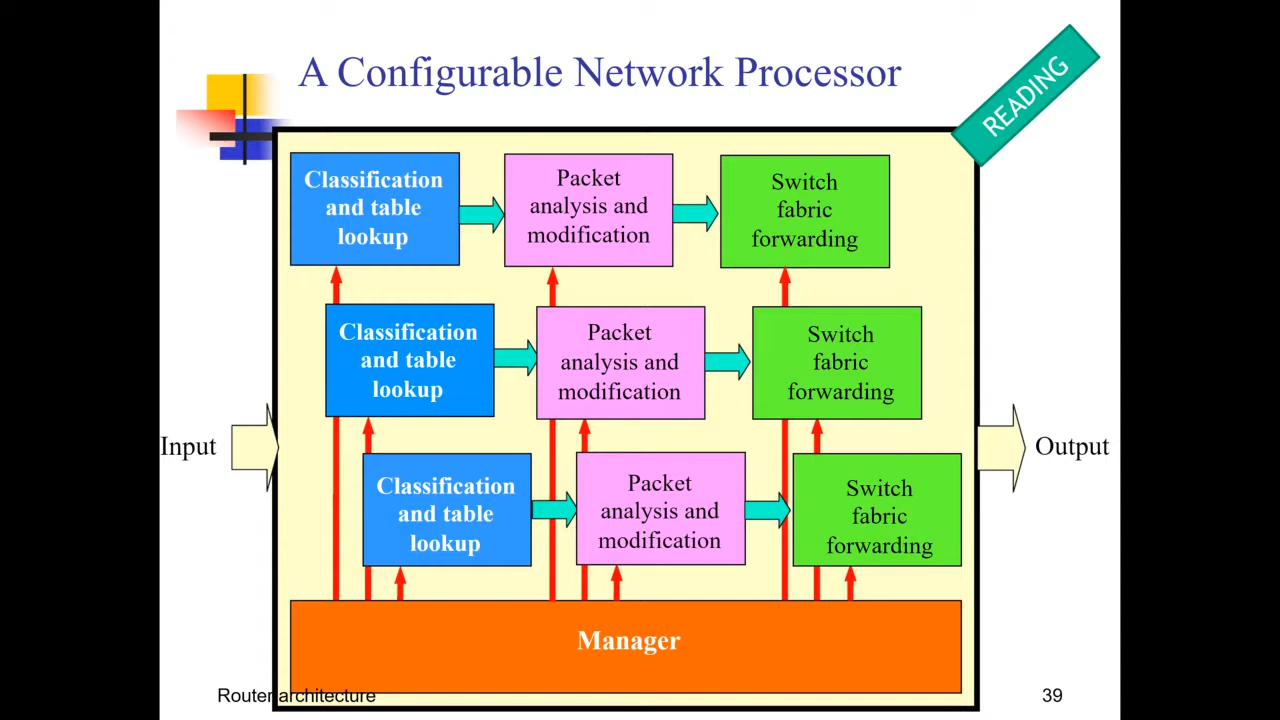 A Configurable Network Processor
READING
Classification
and table
lookup
Packet
analysis and
modification
Switch
fabric
forwarding
Classification
and table
lookup
Packet
analysis and
modification
Switch
fabric
forwarding
Input
Output
Classification
and table
lookup
Packet
analysis and
modification
Switch
fabric
forwarding
Manager
Router architecture
39